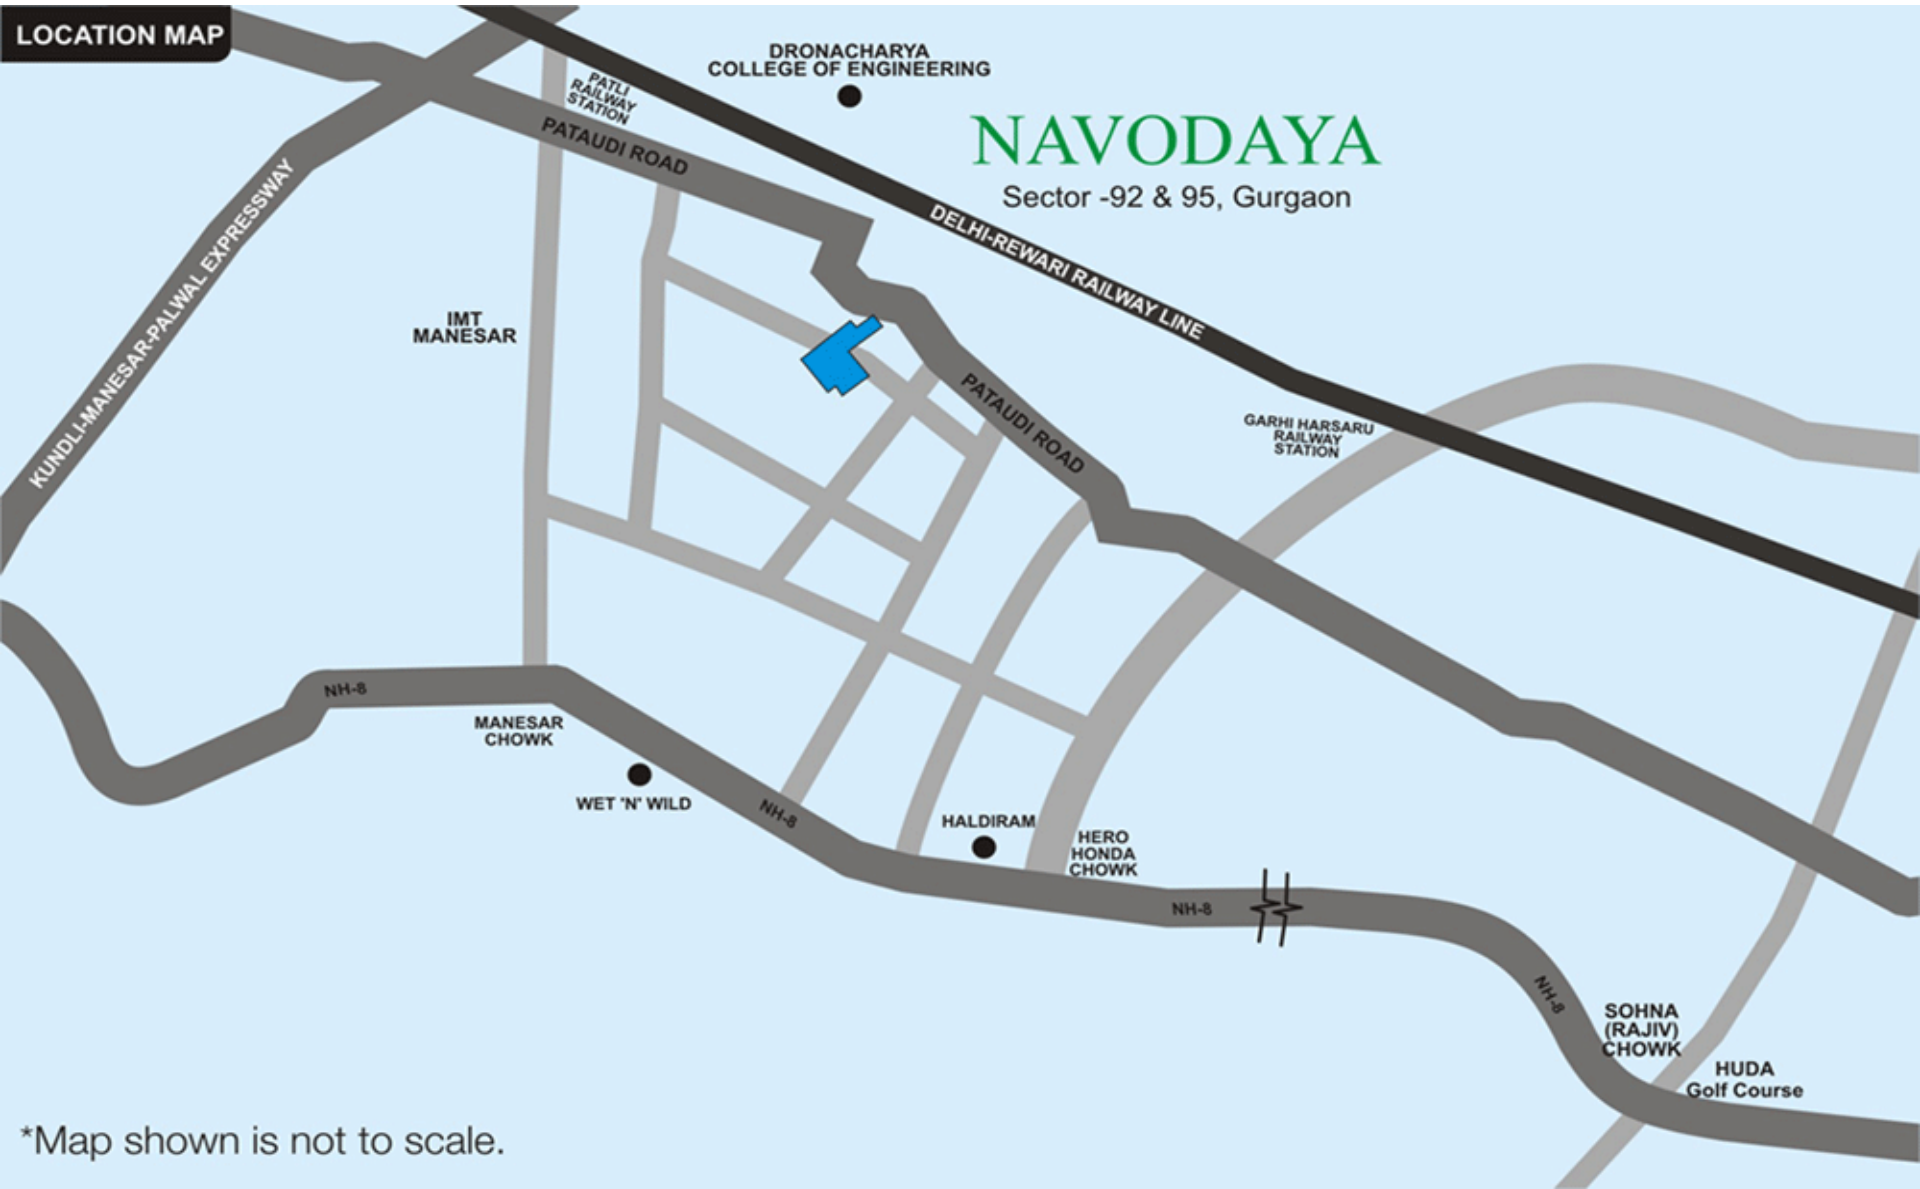 LOCATION MAP
DRONACHARYA
COLLEGE OF ENGINEERING
PATLI
RAILWAY
STATION
PATAUDI ROAD
NAVODAYA
Sector -92 & 95, Gurgaon
KUNDLI-MANESAR-PALWAL EXPRESSWAY
DELHI-REWARI RAILWAY LINE
IMT
MANESAR
PATAUDI ROAD
GARHI HARSARU
RAILWAY
STATION
NH-8
MANESAR
CHOWK
WET 'N' WILD
NH-8
HALDIRAM
HERO
HONDA
CHOWK
NH-8
NH-8
SOHNA
(RAJIV)
CHOWK
HUDA
Golf Course
*Map shown is not to scale.